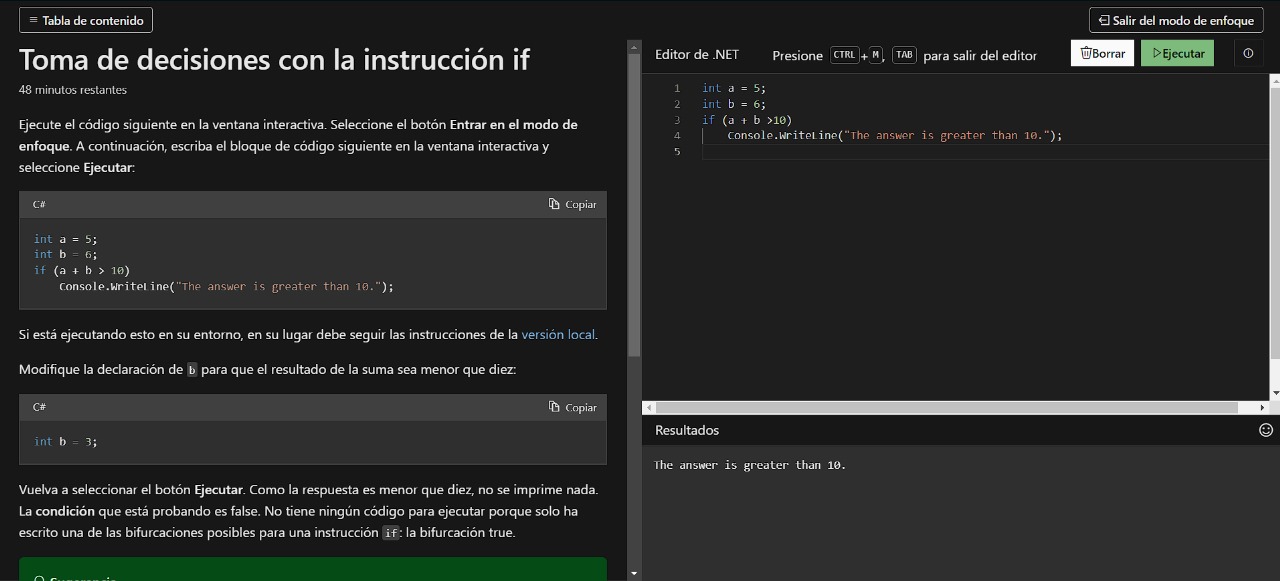 Tabla de contenido
Salir del modo de enfoque
Toma de decisiones con la instrucción if
48 minutos restantes
Ejecute el código siguiente en la ventana interactiva. Seleccione el botón Entrar en el modo de
enfoque. A continuación, escriba el bloque de código siguiente en la ventana interactiva y
seleccione Ejecutar:
C#
Copiar
int a = 5;
int b = 6;
if (a + b > 10)
    Console.WriteLine("The answer is greater than 10.");
Si está ejecutando esto en su entorno, en su lugar debe seguir las instrucciones de la versión local.
Modifique la declaración de b para que el resultado de la suma sea menor que diez:
C#
Copiar
int b = 3;
Vuelva a seleccionar el botón Ejecutar. Como la respuesta es menor que diez, no se imprime nada.
La condición que está probando es false. No tiene ningún código para ejecutar porque solo ha
escrito una de las bifurcaciones posibles para una instrucción if: la bifurcación true.
Sugerencia
Editor de .NET
Presione CTRL + M, TAB para salir del editor
Borrar
Ejecutar
1 int a = 5;
2 int b = 6;
3 if (a + b >10)
4     Console.WriteLine("The answer is greater than 10.");
5
Resultados
The answer is greater than 10.